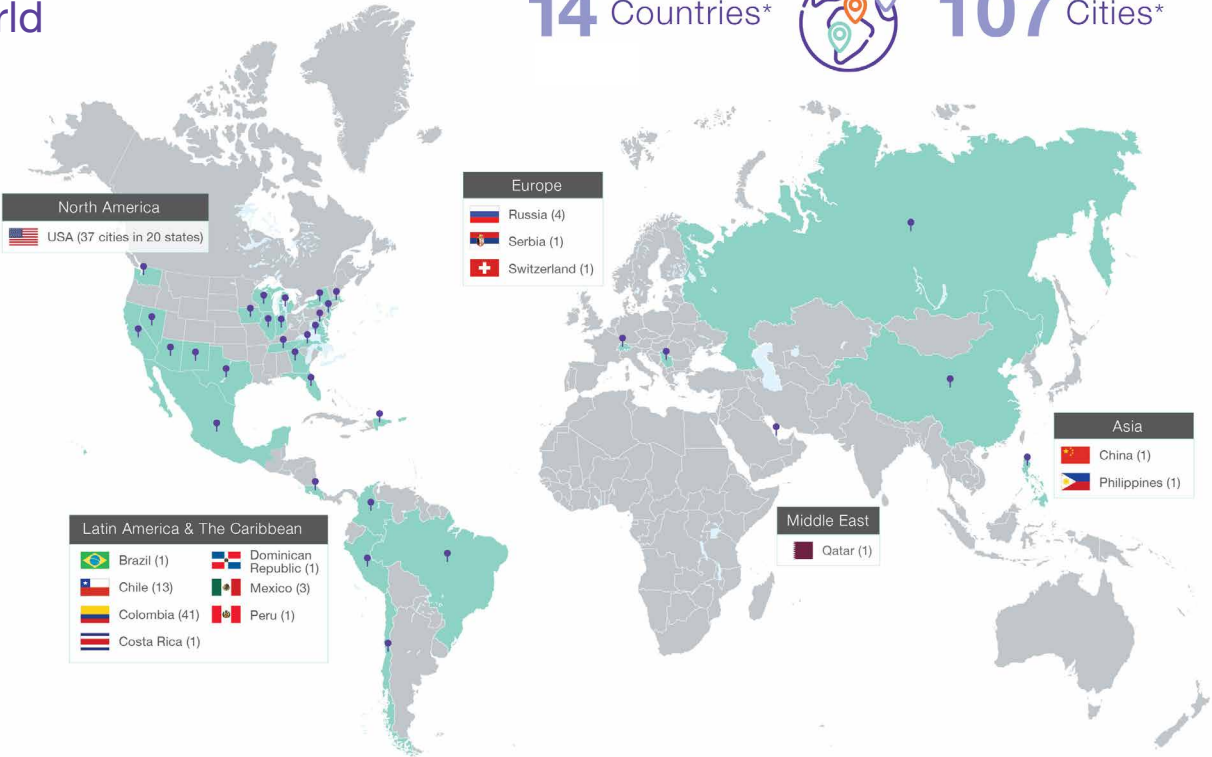 14 Countries*
107 Cities*
North America
USA (37 cities in 20 states)
Europe
Russia (4)
Serbia (1)
Switzerland (1)
Asia
China (1)
Philippines (1)
Middle East
Qatar (1)
Latin America & The Caribbean
Brazil (1)
Chile (13)
Colombia (41)
Costa Rica (1)
Dominican
Republic (1)
Mexico (3)
Peru (1)